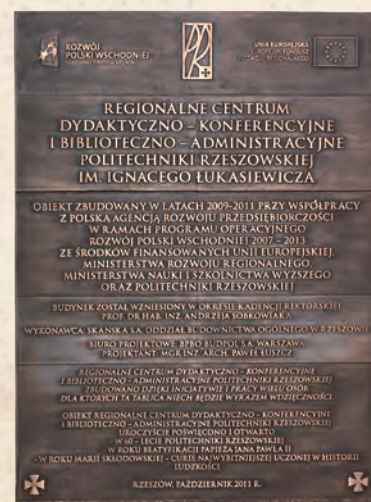 ROZWÓJ
POLSKI WSCHODNIEJ
UNIA EUROPEJSKA
REGIONALNE CENTRUM
DYDAKTYCZNO – KONFERENCYJNE
I BIBLIOTECZNO – ADMINISTRACYJNE
POLITECHNIKI RZESZOWSKIEJ
IM. IGNACEGO ŁUKASIEWICZA
OBIEKT ZBUDOWANY W LATACH 2009-2011 PRZY WSPÓŁPRACY
Z POLSKĄ AGENCJĄ ROZWOJU PRZEDSIĘBIORCZOŚCI
W RAMACH PROGRAMU OPERACYJNEGO
ROZWÓJ POLSKI WSCHODNIEJ 2007 – 2013
ZE ŚRODKÓW FINANSOWANYCH UNII EUROPEJSKIEJ,
MINISTERSTWA ROZWOJU REGIONALNEGO
MINISTERSTWA NAUKI I SZKOLNICTWA WYŻSZEGO
ORAZ POLITECHNIKI RZESZOWSKIEJ
BUDYNEK ZOSTAŁ WZNIESIONY W OKRESIE KADENCJI REKTORSKIEJ
PROF. DR HAB. INŻ. ANDRZEJA SOBKOWIAKA
WYKONAWCA: SKANSKA S.A. ODDZIAŁ BUDOWNICTWA OGÓLNEGO W RZESZOWIE
BIURO PROJEKTOWE: BPBO BUDPOL S.A. WARSZAWA
PROJEKTANT: MGR INŻ. ARCH. PAWEŁ ŁUSZCZ
REGIONALNE CENTRUM DYDAKTYCZNO – KONFERENCYJNE
I BIBLIOTECZNO – ADMINISTRACYJNE POLITECHNIKI RZESZOWSKIEJ
ZBUDOWANO DZIĘKI INICJATYWIE I PRACY WIELU OSÓB,
DLA KTÓRYCH TA TABLICA NIECH BĘDZIE WYRAZEM WDZIĘCZNOŚCI
OBIEKT REGIONALNE CENTRUM DYDAKTYCZNO – KONFERENCYJNE
I BIBLIOTECZNO – ADMINISTRACYJNE POLITECHNIKI RZESZOWSKIEJ
UROCZYŚCIE POŚWIĘCONO I OTWARTO
- W 60 – LECIE POLITECHNIKI RZESZOWSKIEJ
- W ROKU BEATYFIKACJI PAPIEŻA JANA PAWŁA II
- W ROKU MARII SKŁODOWSKIEJ – CURIE NAJWYBITNIEJSZEJ UCZONEJ W HISTORII
LUDZKOŚCI
RZESZÓW, PAŹDZIERNIK 2011 R.